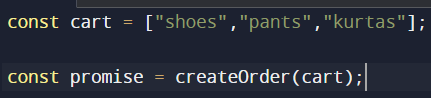 const cart = ["shoes","pants","kurtas"];
const promise = createOrder(cart);